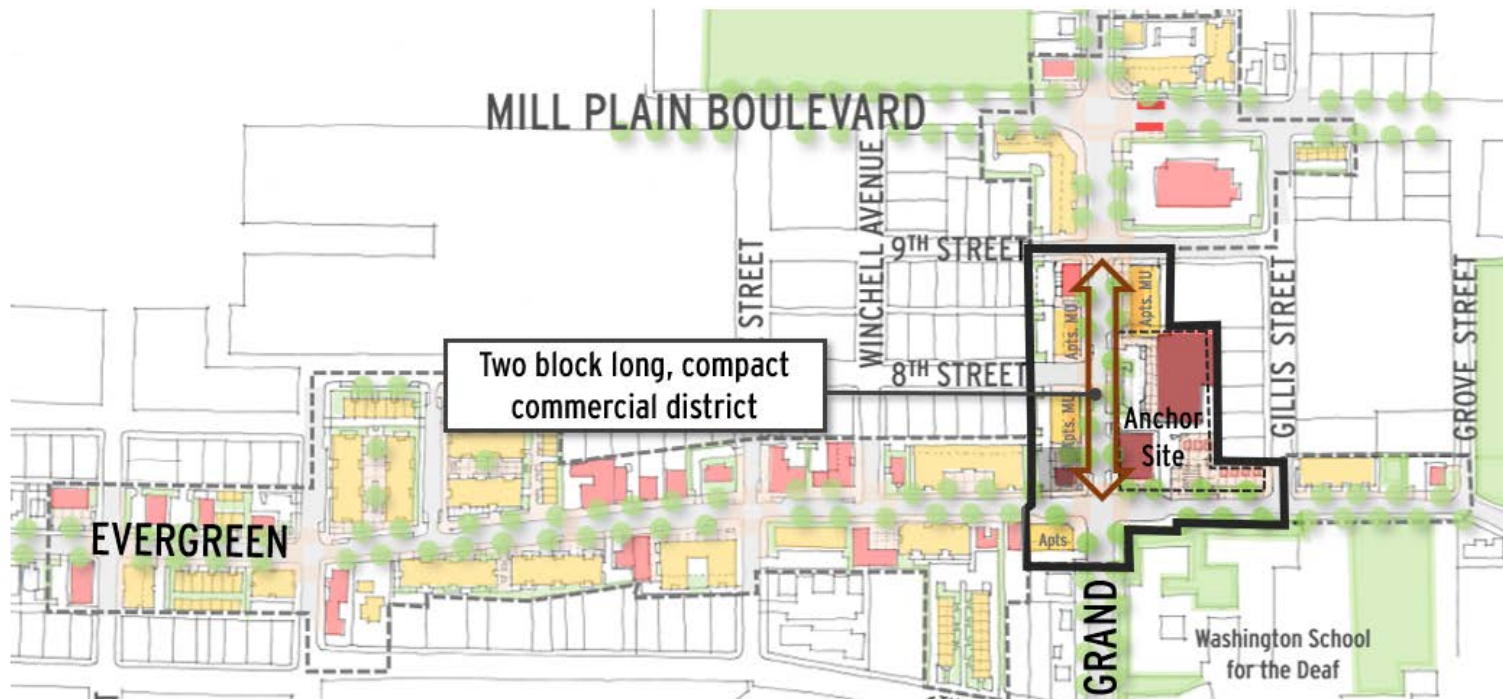 MILL PLAIN BOULEVARD
WINCHELL AVENUE
9TH STREET
STREET
GILLIS STREET
GROVE STREET
Apts. MU
Apts. MU
Two block long, compact
commercial district
8TH STREET
Apts. MU
Anchor
Site
EVERGREEN
Apts
GRAND
Washington School
for the Deaf